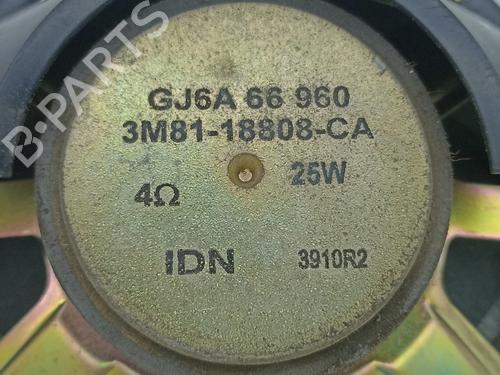 B-PARTS
GJ6A 66 960
3M81-18808-CA
4Ω 25W
IDN 3910R2